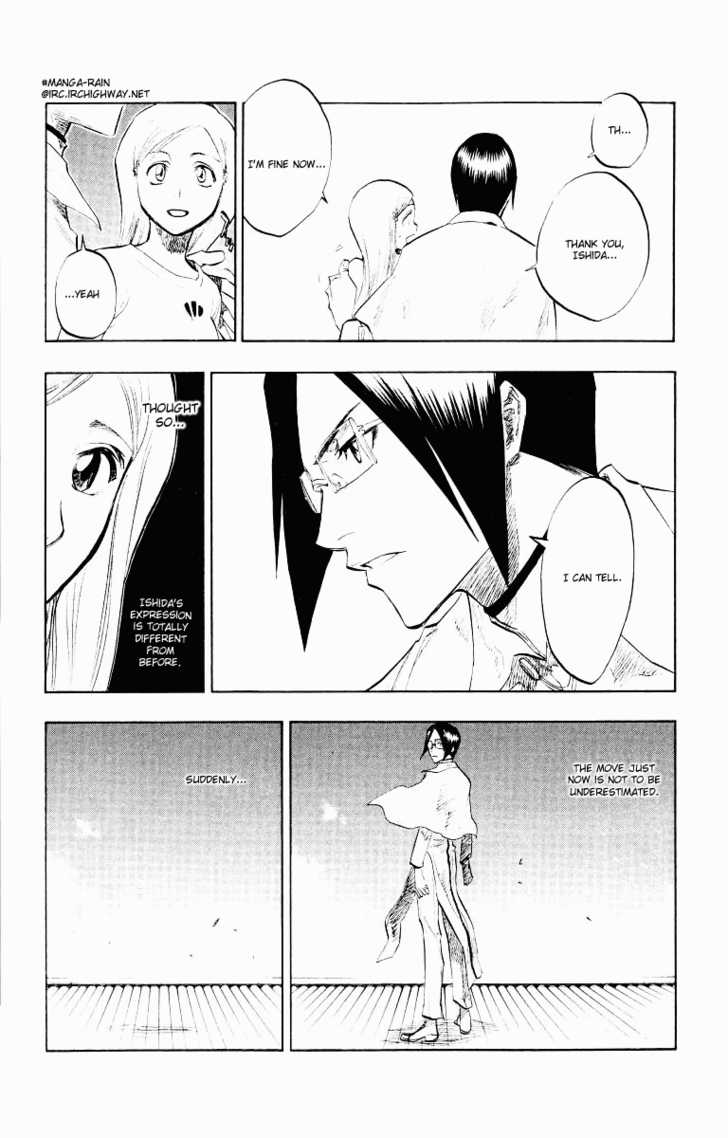 #MANGA-RAIN
@IRC.IRCHIGHWAY.NET
TH...
THANK YOU,
ISHIDA...
I'M FINE NOW...
...YEAH
I CAN TELL.
THOUGHT
SO...
ISHIDA'S
EXPRESSION
IS TOTALLY
DIFFERENT
FROM
BEFORE.
THE MOVE JUST
NOW IS NOT TO BE
UNDERESTIMATED.
SUDDENLY...